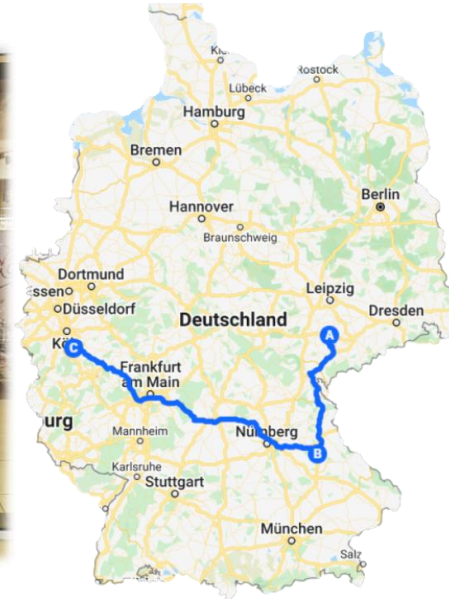 Rostock
Lübeck
Hamburg
Bremen
Berlin
Hannover
Braunschweig
Dortmund
Leipzig
ssen
Düsseldorf
Dresden
Deutschland
A
Kö
C
Frankfurt
am Main
urg
Mannheim
Nürnberg
B
Karlsruhe
Stuttgart
München
Salz